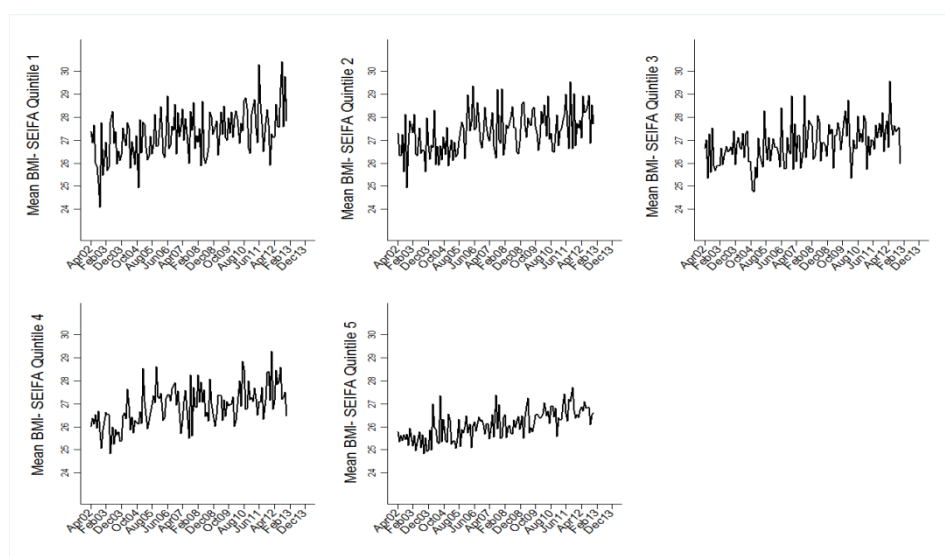 Mean BMI- SEIFA Quintile 1
30
29
28
27
26
25
24
Apr02
Feb03
Dec03
Oct04
Aug05
Jun06
Apr07
Feb08
Dec08
Oct09
Aug10
Jun11
Apr12
Feb13
Dec13
Mean BMI- SEIFA Quintile 2
30
29
28
27
26
25
24
Apr02
Feb03
Dec03
Oct04
Aug05
Jun06
Apr07
Feb08
Dec08
Oct09
Aug10
Jun11
Apr12
Feb13
Dec13
Mean BMI- SEIFA Quintile 3
30
29
28
27
26
25
24
Apr02
Feb03
Dec03
Oct04
Aug05
Jun06
Apr07
Feb08
Dec08
Oct09
Aug10
Jun11
Apr12
Feb13
Dec13
Mean BMI- SEIFA Quintile 4
30
29
28
27
26
25
24
Apr02
Feb03
Dec03
Oct04
Aug05
Jun06
Apr07
Feb08
Dec08
Oct09
Aug10
Jun11
Apr12
Feb13
Dec13
Mean BMI- SEIFA Quintile 5
30
29
28
27
26
25
24
Apr02
Feb03
Dec03
Oct04
Aug05
Jun06
Apr07
Feb08
Dec08
Oct09
Aug10
Jun11
Apr12
Feb13
Dec13